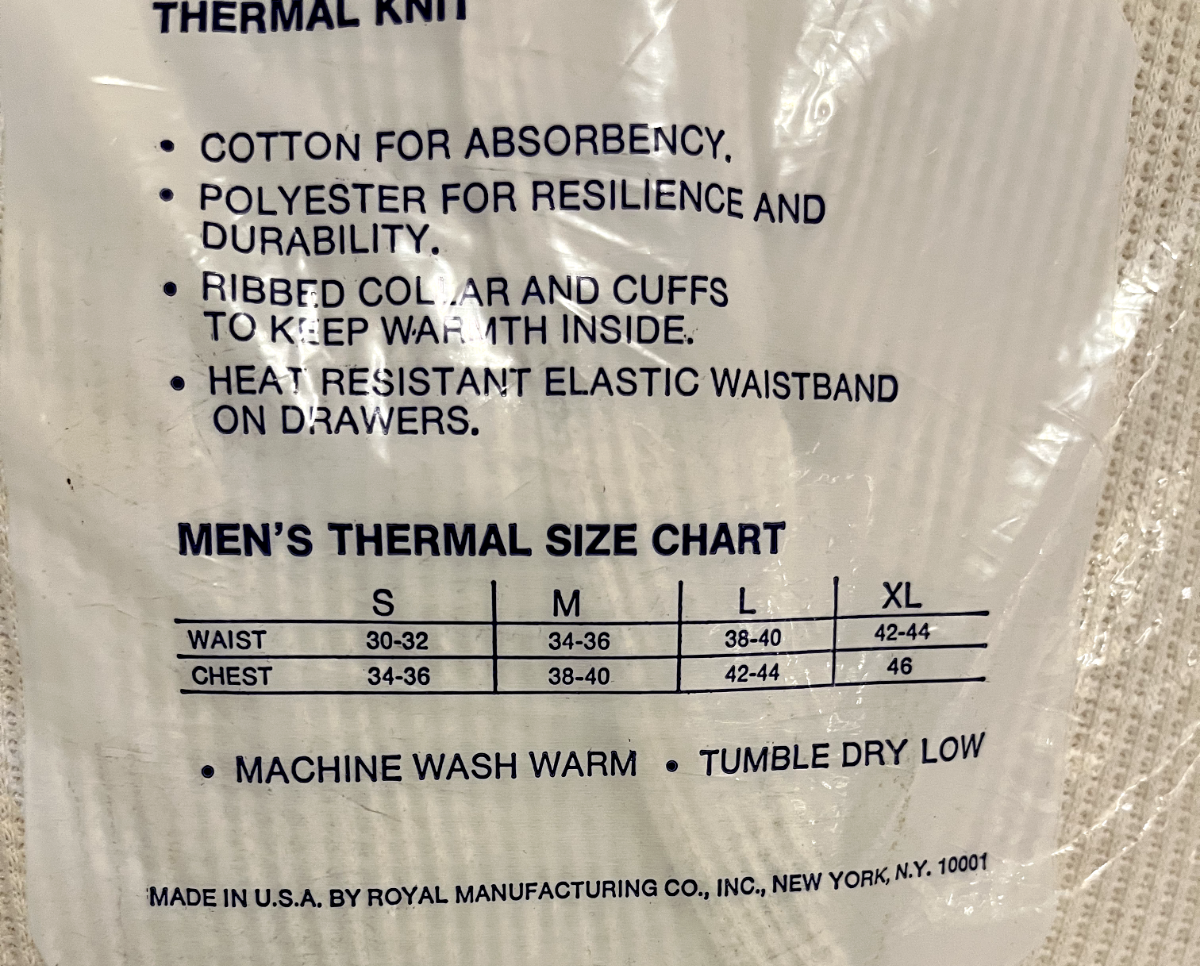 THERMAL KNIT
• COTTON FOR ABSORBENCY.
• POLYESTER FOR RESILIENCE AND
DURABILITY.
• RIBBED COLLAR AND CUFFS
TO KEEP WARMTH INSIDE.
• HEAT RESISTANT ELASTIC WAISTBAND
ON DRAWERS.
MEN'S THERMAL SIZE CHART
S M L XL
WAIST 30-32 34-36 38-40 42-44
CHEST 34-36 38-40 42-44 46
• MACHINE WASH WARM • TUMBLE DRY LOW
MADE IN U.S.A. BY ROYAL MANUFACTURING CO., INC., NEW YORK, N.Y. 10001